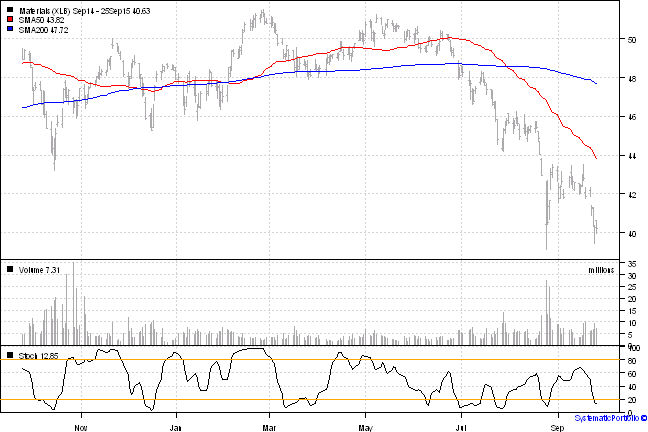 Materials (XLB) Sep14 - 25Sep15 40.63
SMA50 43.82
SMA200 47.72
50
48
46
44
42
40
Volume 7.31
millions
35
30
25
20
15
10
5
0
Stoch 12.85
100
80
60
40
20
0
Nov
Jan
Mar
May
Jul
Sep
SystematicPortfolio ©